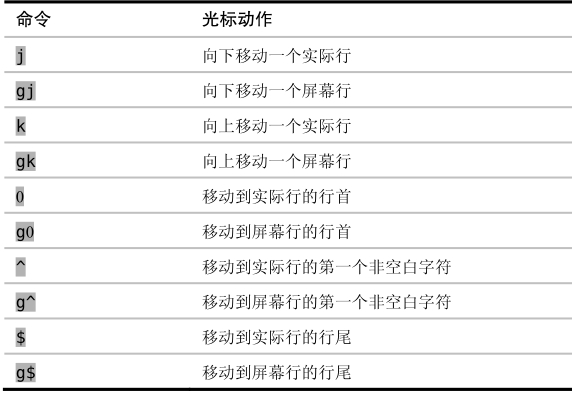 命令 光标动作
j 向下移动一个实际行
gj 向下移动一个屏幕行
k 向上移动一个实际行
gk 向上移动一个屏幕行
0 移动到实际行的行首
g0 移动到屏幕行的行首
^ 移动到实际行的第一个非空白字符
g^ 移动到屏幕行的第一个非空白字符
$ 移动到实际行的行尾
g$ 移动到屏幕行的行尾